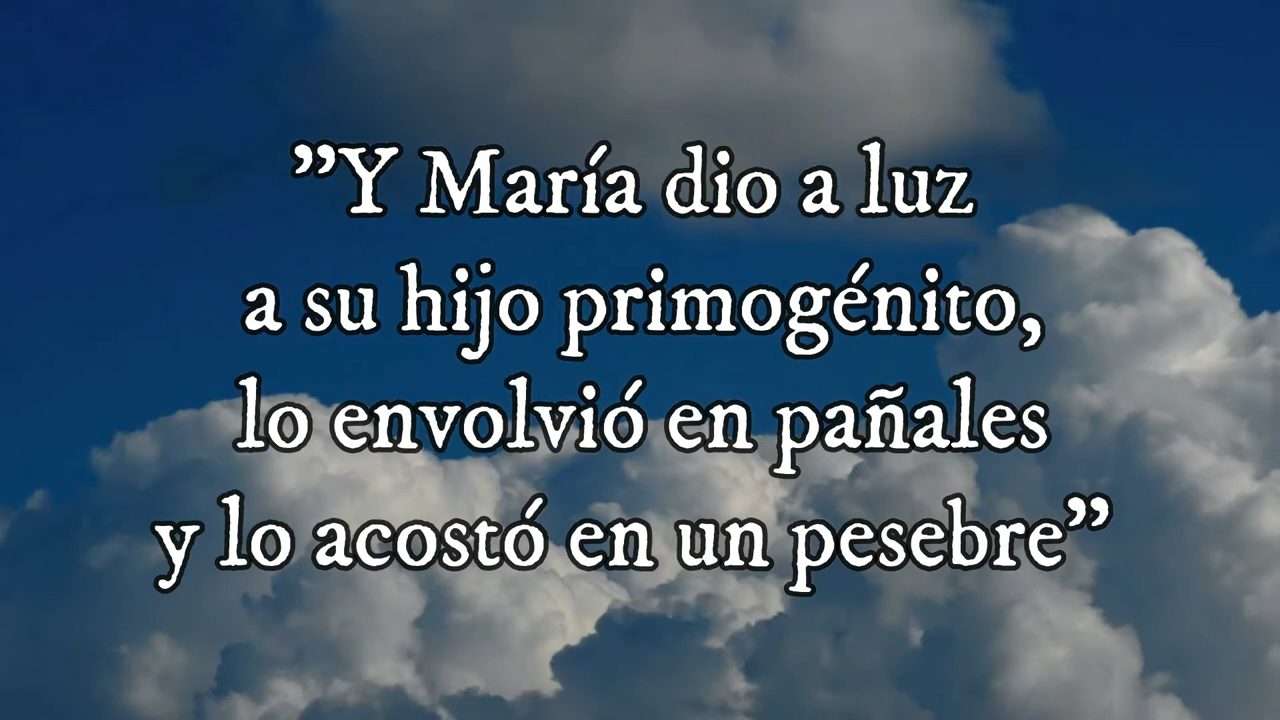 ”Y María dio a luz
a su hijo primogénito,
lo envolvió en pañales
y lo acostó en un pesebre”